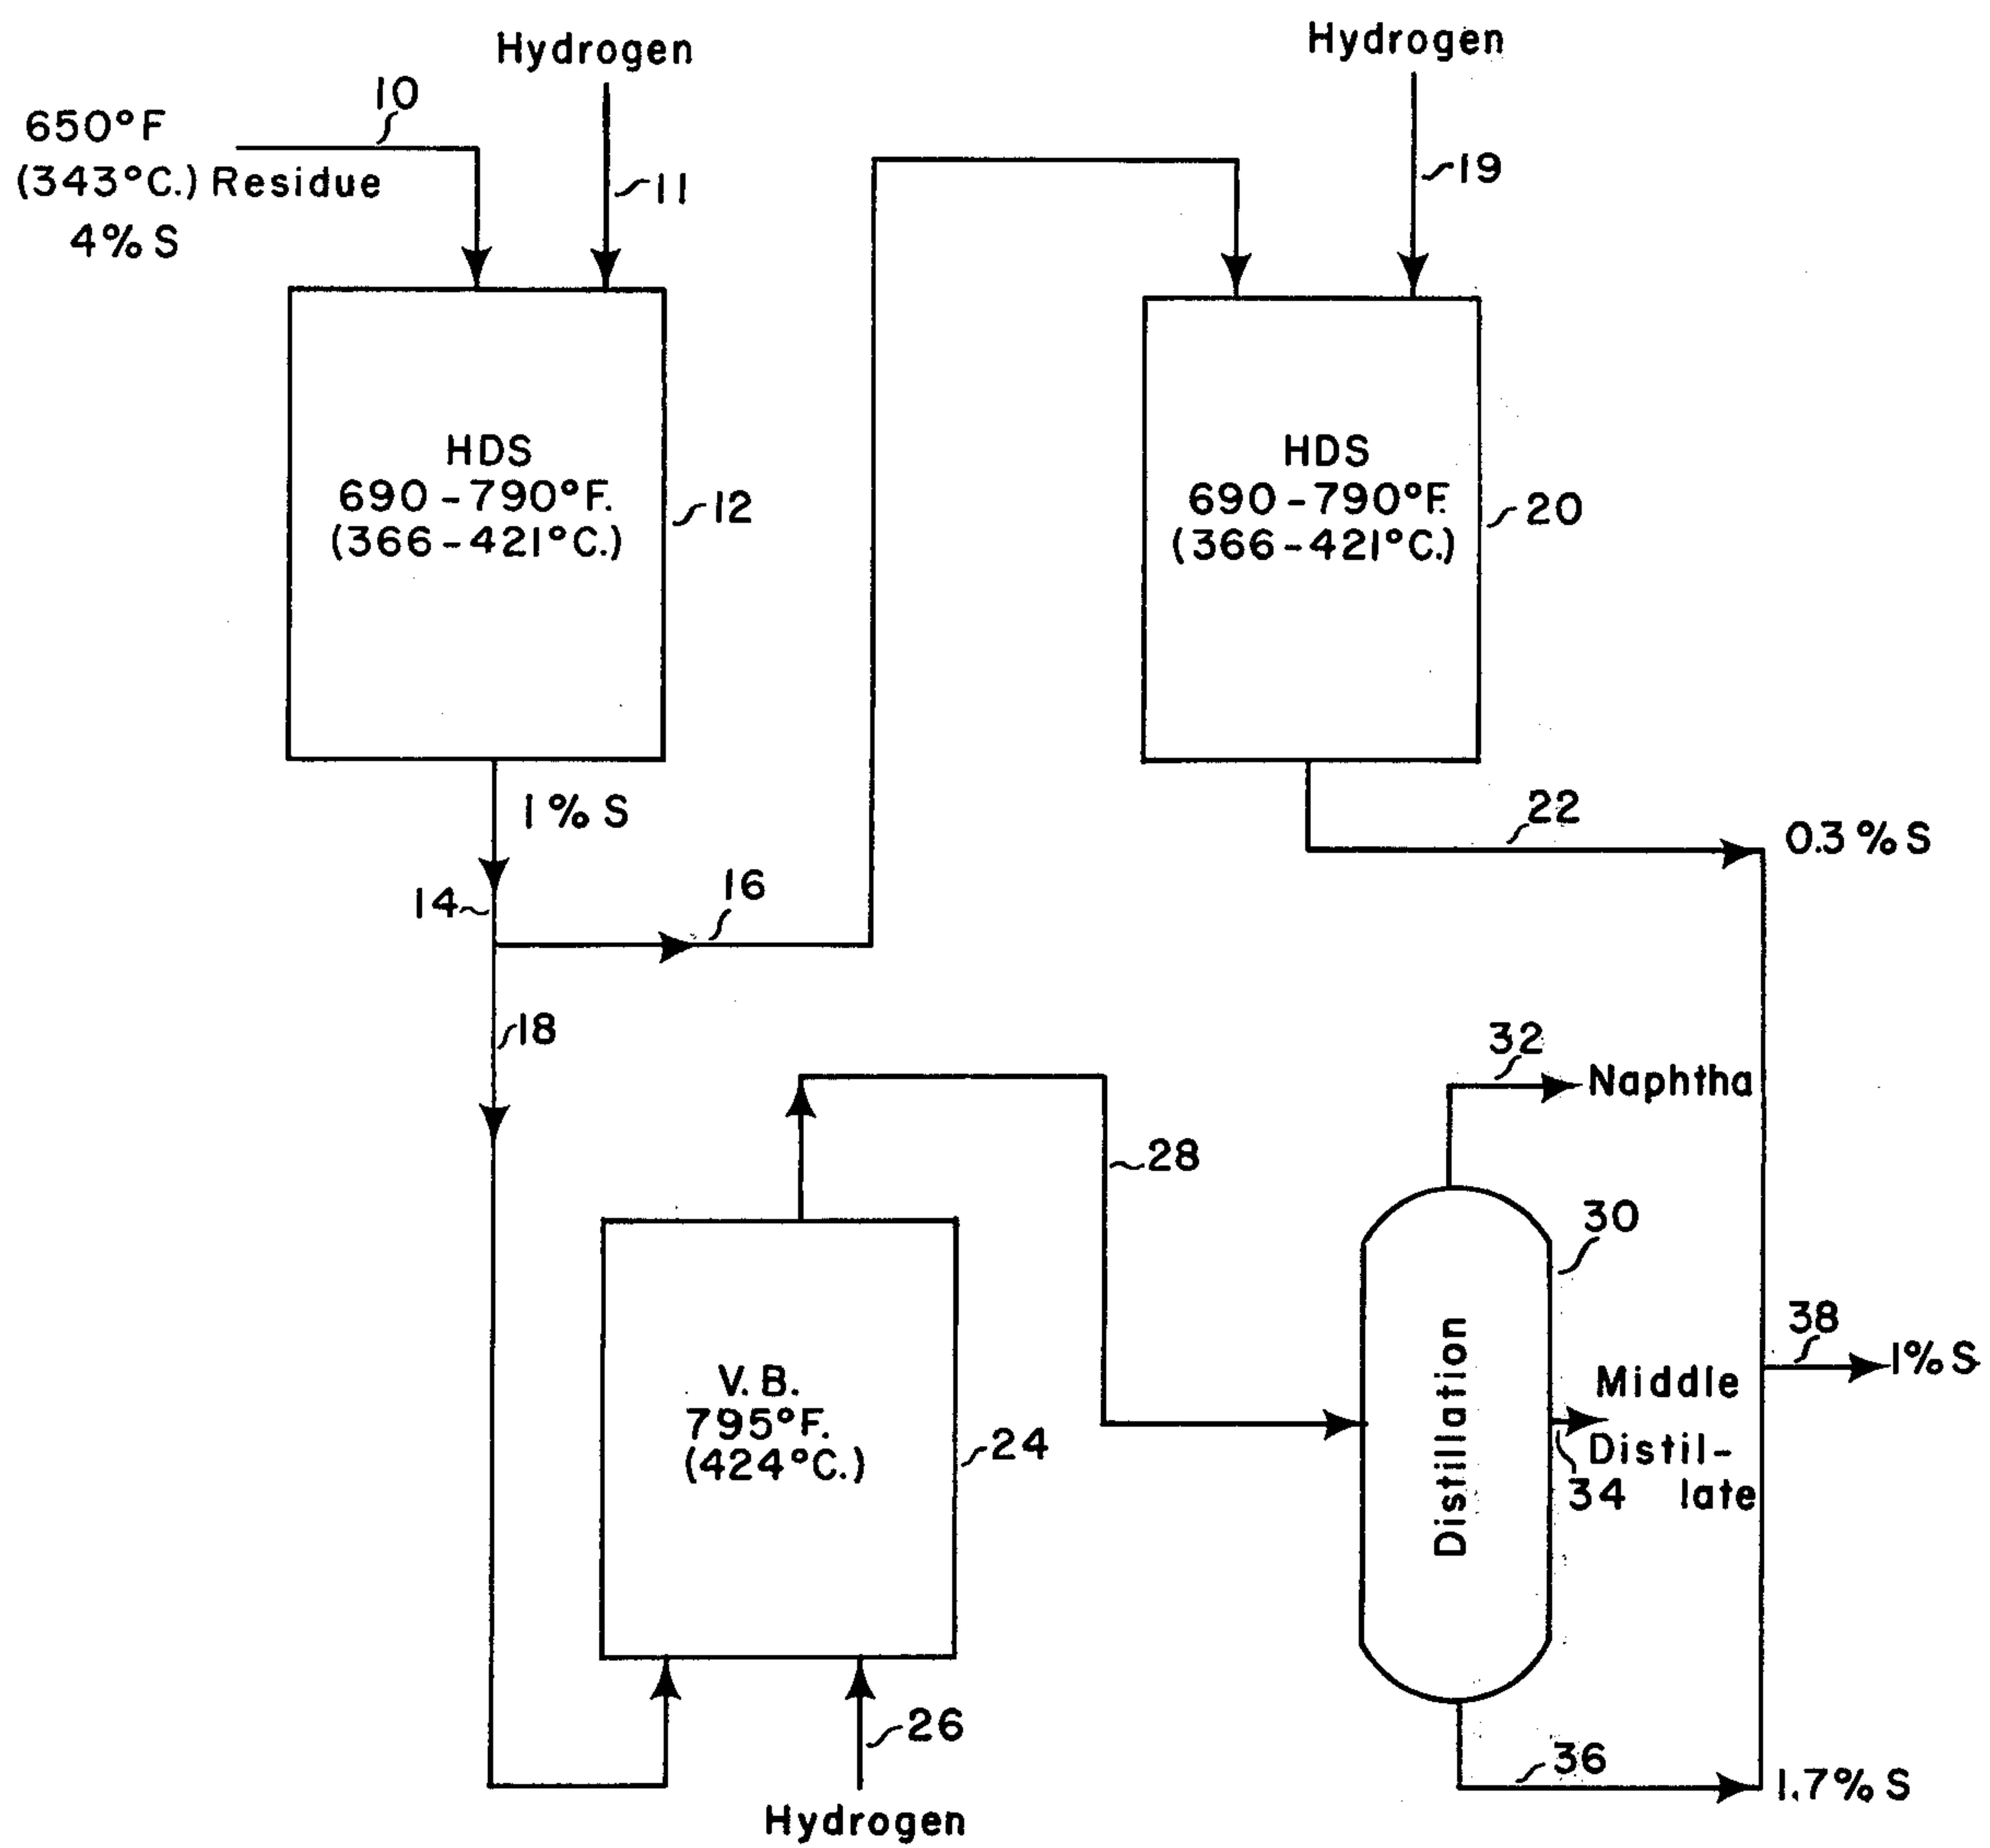 Hydrogen
Hydrogen
10
650°F
(343°C.) Residue
4% S
11
19
HDS
690-790°F.
(366-421°C.)
12
HDS
690-790°F.
(366-421°C.)
20
1% S
22
0.3% S
14
16
18
32
Naphtha
28
30
38
1% S
V. B.
795°F.
(424°C.)
24
Distillation
Middle
Distil-
34 late
26
Hydrogen
36
1.7% S